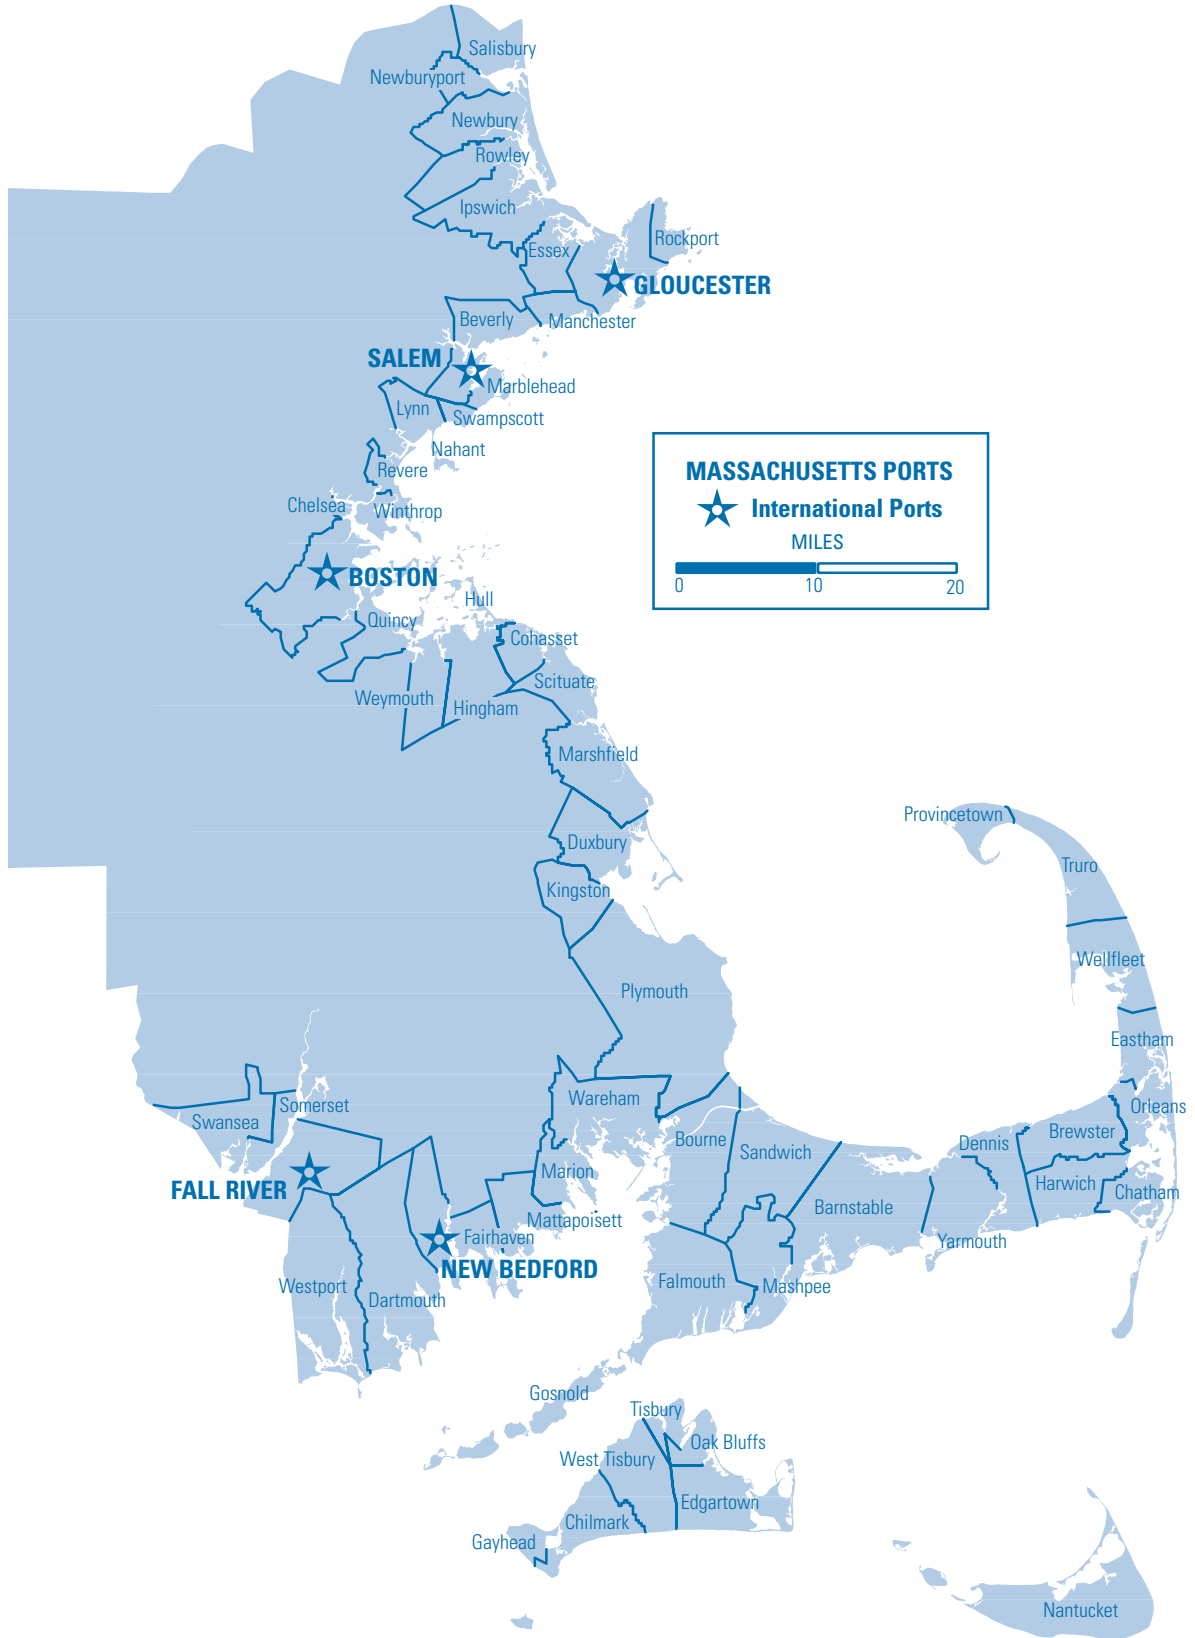 Salisbury
Newburyport
Newbury
Rowley
Ipswich
Rockport
Essex
GLOUCESTER
Beverly
Manchester
SALEM
Marblehead
Lynn
Swampscott
Nahant
Revere
MASSACHUSETTS PORTS
International Ports
MILES
0 10 20
Chelsea
Winthrop
BOSTON
Hull
Quincy
Cohasset
Scituate
Weymouth
Hingham
Marshfield
Provincetown
Duxbury
Truro
Kingston
Wellfleet
Plymouth
Eastham
Wareham
Somerset
Orleans
Swansea
Brewster
Bourne
Dennis
Sandwich
Marion
Harwich
FALL RIVER
Chatham
Barnstable
Mattapoisett
Fairhaven
Yarmouth
NEW BEDFORD
Falmouth
Westport
Mashpee
Dartmouth
Gosnold
Tisbury
Oak Bluffs
West Tisbury
Edgartown
Chilmark
Gayhead
Nantucket